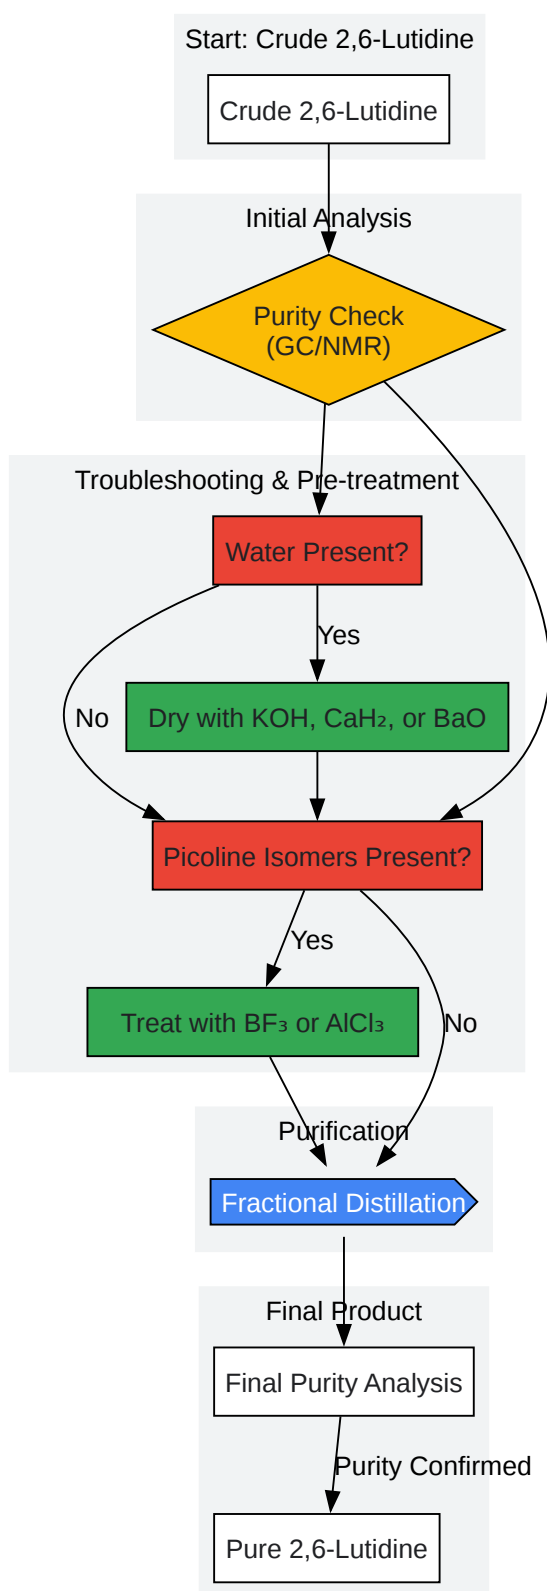 Start: Crude 2,6-Lutidine
Crude 2,6-Lutidine
Initial Analysis
Purity Check
(GC/NMR)
Troubleshooting & Pre-treatment
Water Present?
Yes
No
Dry with KOH, CaH₂, or BaO
Picoline Isomers Present?
Yes
Treat with BF₃ or AlCl₃
No
Purification
Fractional Distillation
Final Product
Final Purity Analysis
Purity Confirmed
Pure 2,6-Lutidine